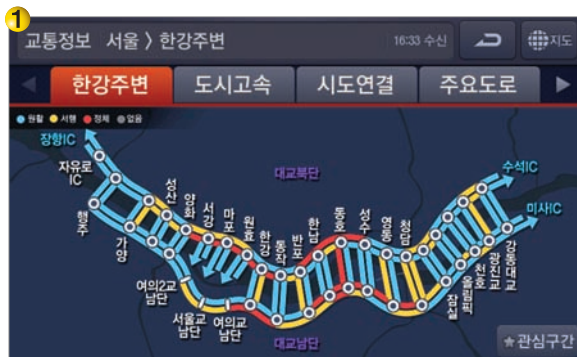 1
교통정보 서울 > 한강주변
16:33 수신
지도
한강주변
도시고속
시도연결
주요도로
원활 서행 정체 없음
장항IC
자유로IC
행주
가양
성산
양화
서강
마포
원효
한강
동작
반포
한남
동호
성수
영동
청담
잠실
올림픽
천호
광진교
강동대교
수석IC
미사IC
대교북단
여의2교
남단
서울교
남단
여의교
남단
대교남단
★관심구간